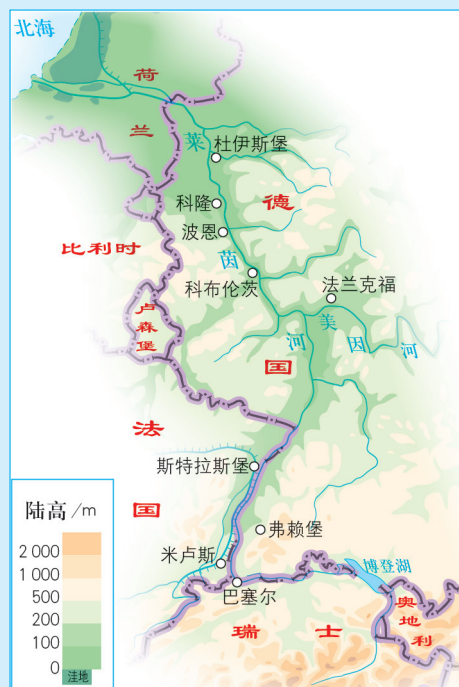 北海
荷
兰
莱
杜伊斯堡
科隆
德
波恩
比利时
茵
法兰克福
科布伦茨
卢森堡
美
因
河
河
国
法
斯特拉斯堡
国
陆高/m
弗赖堡
2 000
米卢斯
博登湖
1 000
巴塞尔
500
奥地利
200
瑞
士
100
0
洼地